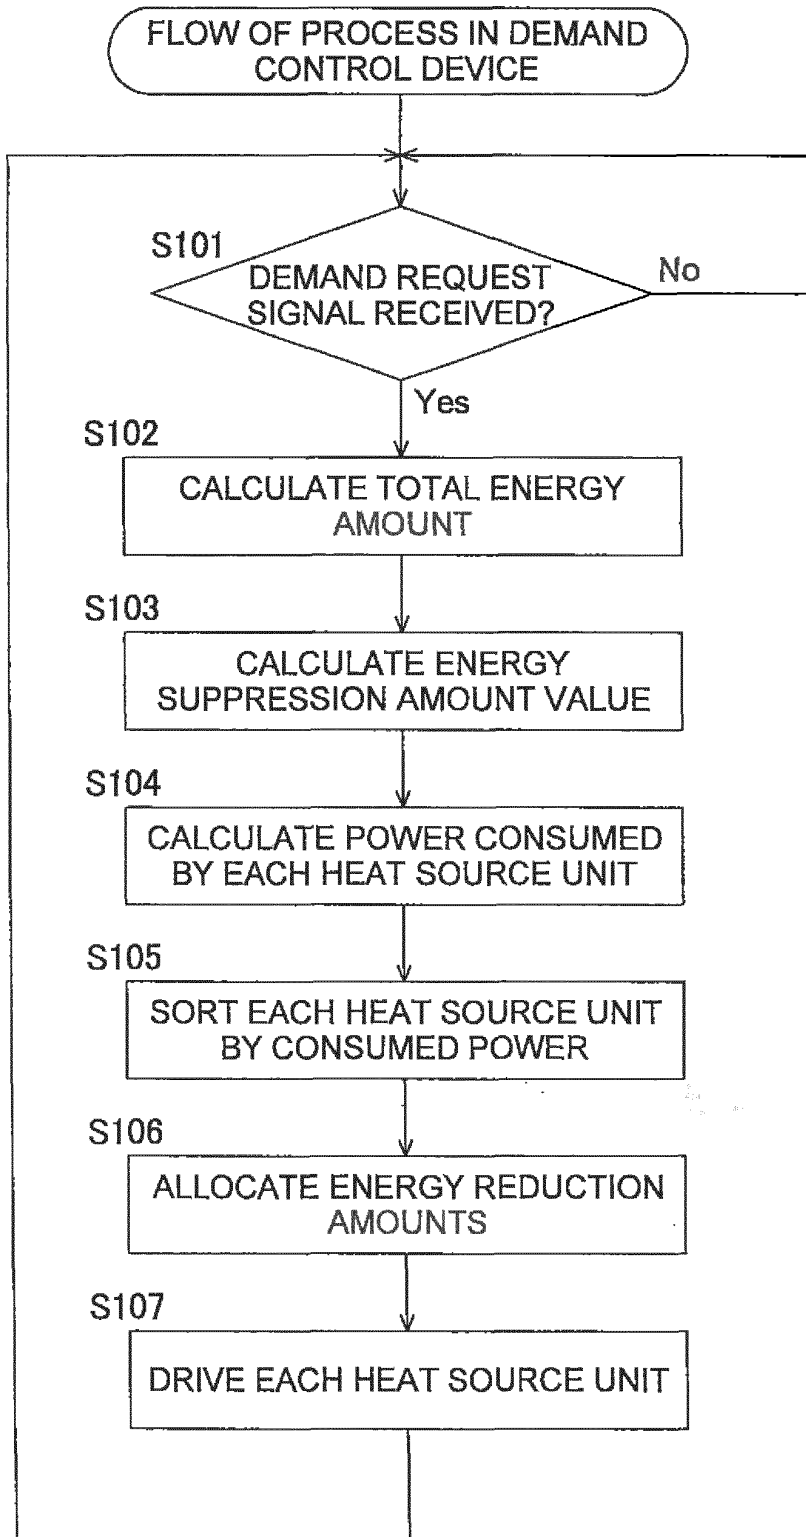 FLOW OF PROCESS IN DEMAND
CONTROL DEVICE
S101
DEMAND REQUEST
SIGNAL RECEIVED?
No
Yes
S102
CALCULATE TOTAL ENERGY
AMOUNT
S103
CALCULATE ENERGY
SUPPRESSION AMOUNT VALUE
S104
CALCULATE POWER CONSUMED
BY EACH HEAT SOURCE UNIT
S105
SORT EACH HEAT SOURCE UNIT
BY CONSUMED POWER
S106
ALLOCATE ENERGY REDUCTION
AMOUNTS
S107
DRIVE EACH HEAT SOURCE UNIT